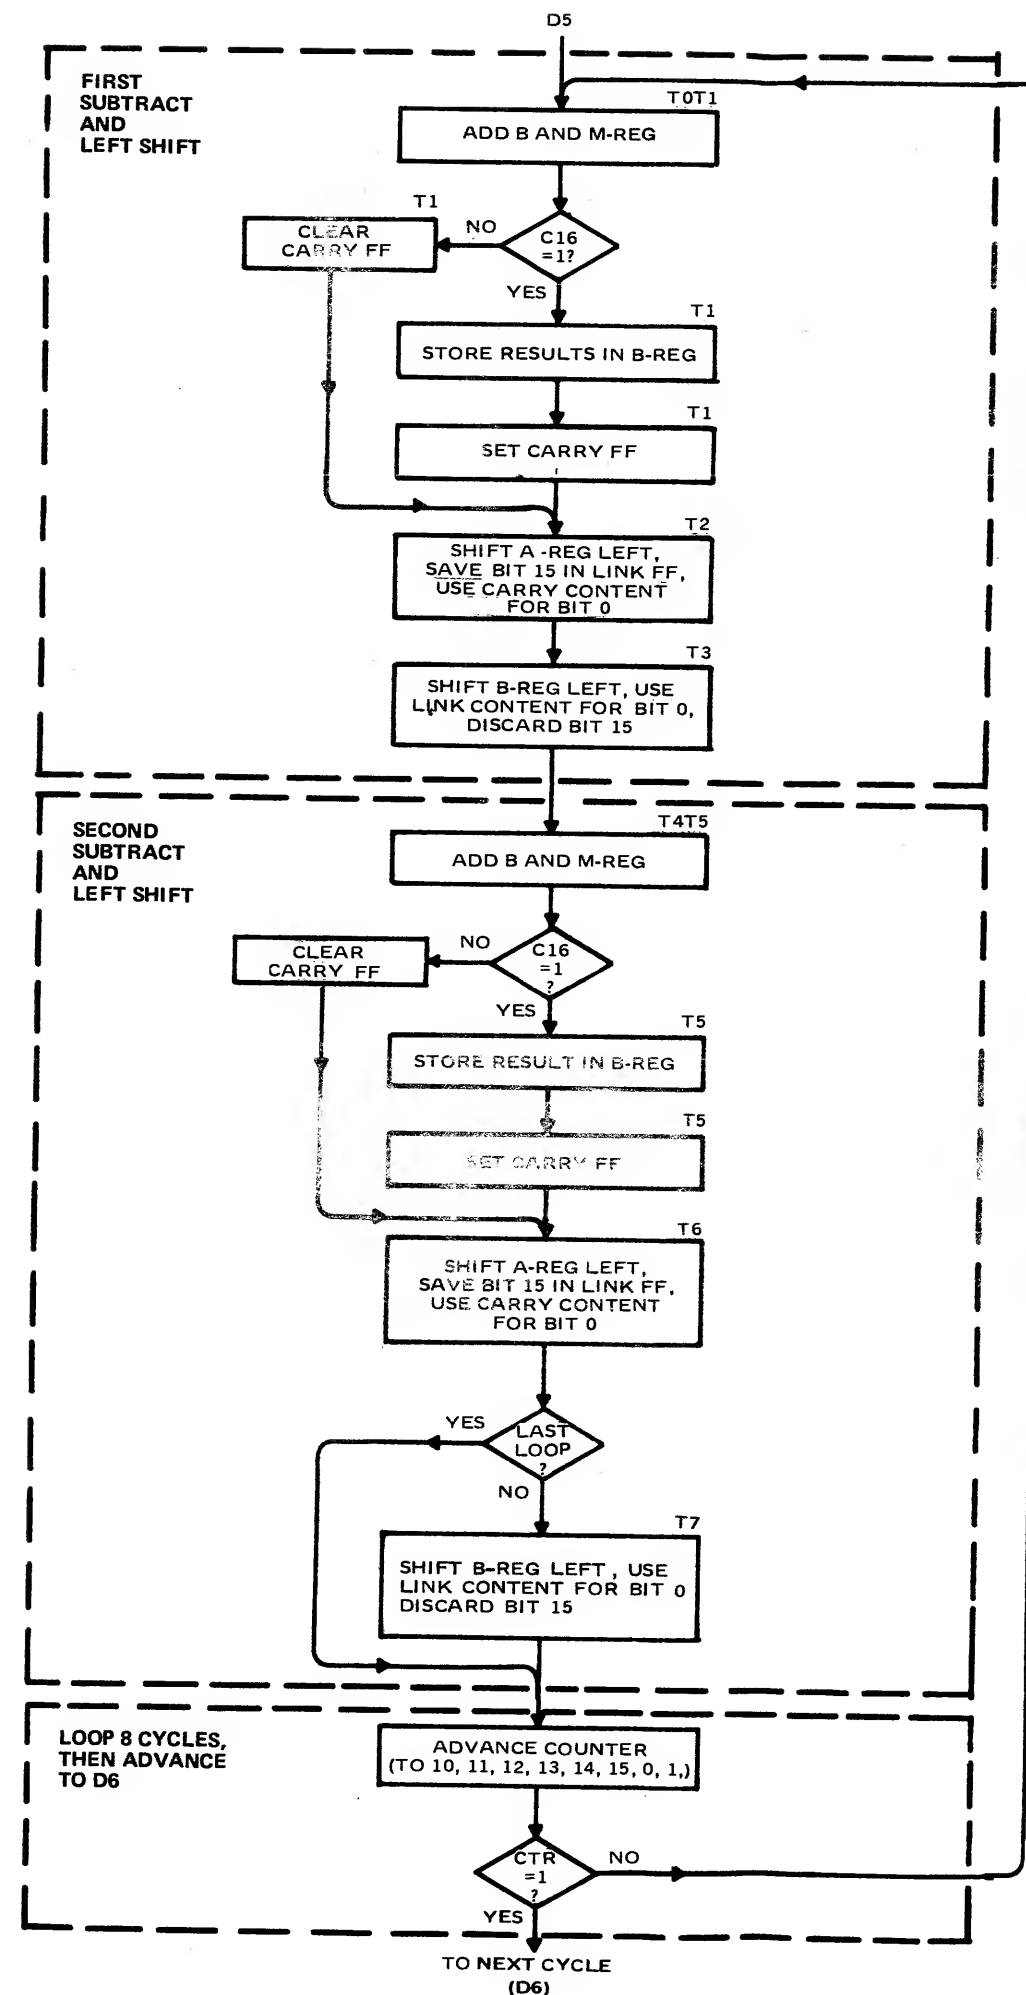 D5
FIRST
SUBTRACT
AND
LEFT SHIFT
T0T1
ADD B AND M-REG
T1
CLEAR
CARRY FF
NO
C16
=1?
YES
T1
STORE RESULTS IN B-REG
T1
SET CARRY FF
T2
SHIFT A -REG LEFT,
SAVE BIT 15 IN LINK FF,
USE CARRY CONTENT
FOR BIT 0
T3
SHIFT B-REG LEFT, USE
LINK CONTENT FOR BIT 0,
DISCARD BIT 15
SECOND
SUBTRACT
AND
LEFT SHIFT
T4T5
ADD B AND M-REG
CLEAR
CARRY FF
NO
C16
=1
?
YES
T5
STORE RESULT IN B-REG
T5
SET CARRY FF
T6
SHIFT A-REG LEFT,
SAVE BIT 15 IN LINK FF,
USE CARRY CONTENT
FOR BIT 0
YES
LAST
LOOP
?
NO
T7
SHIFT B-REG LEFT , USE
LINK CONTENT FOR BIT 0
DISCARD BIT 15
LOOP 8 CYCLES,
THEN ADVANCE
TO D6
ADVANCE COUNTER
(TO 10, 11, 12, 13, 14, 15, 0, 1,)
CTR
=1
?
NO
YES
TO NEXT CYCLE
(D6)